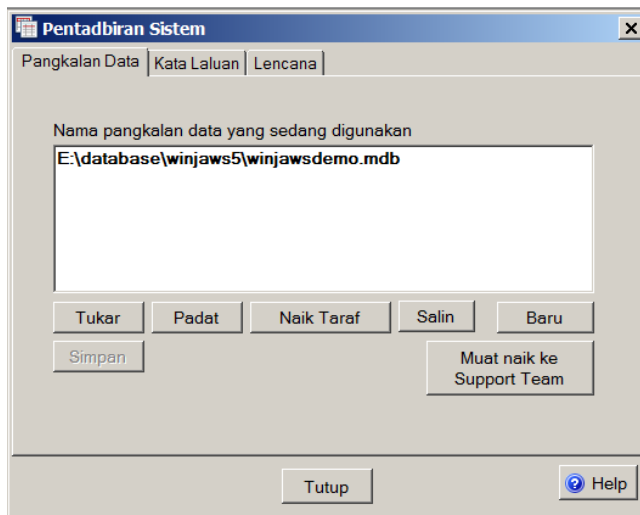 Pentadbiran Sistem
Pangkalan Data
Kata Laluan
Lencana
Nama pangkalan data yang sedang digunakan
E:\database\winjaws5\winjawsdemo.mdb
Tukar
Padat
Naik Taraf
Salin
Baru
Simpan
Muat naik ke
Support Team
Tutup
Help